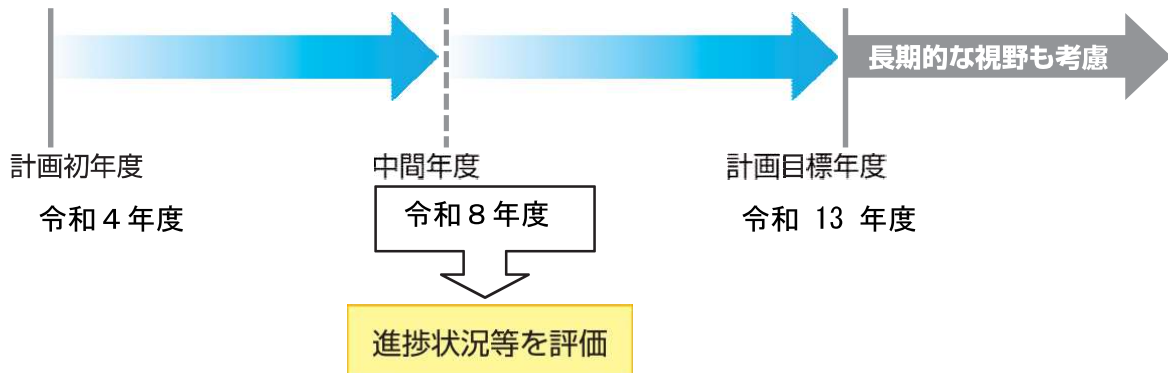 長期的な視野も考慮
計画初年度
中間年度
計画目標年度
令和４年度
令和８年度
令和 13 年度
進捗状況等を評価